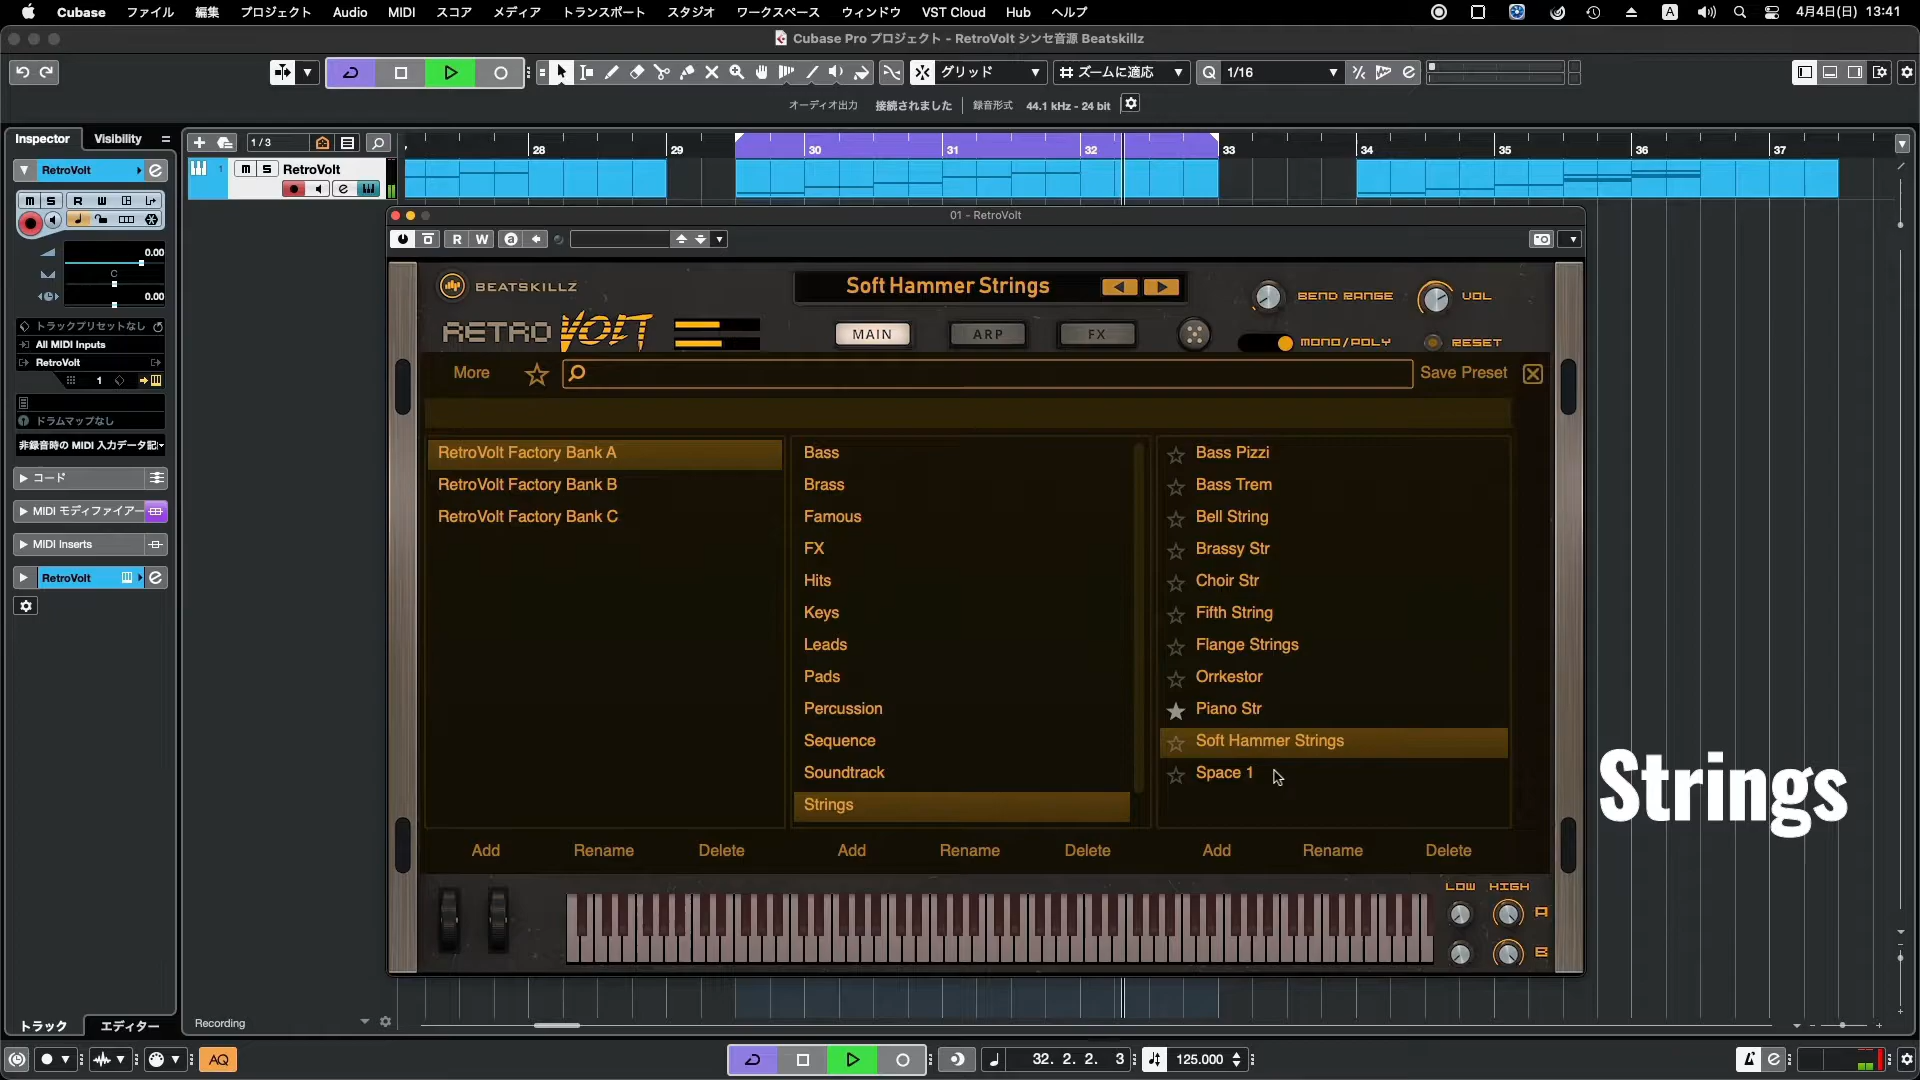 Cubase ファイル 編集 プロジェクト Audio MIDI スコア メディア トランスポート スタジオ ワークスペース ウィンドウ VST Cloud Hub ヘルプ A 4月4日(日) 13:41
Cubase Pro プロジェクト - RetroVolt シンセ音源 Beatskillz
グリッド ズームに適応 Q 1/16
オーディオ出力 接続されました 録音形式 44.1 kHz - 24 bit
Inspector Visibility 1/3
28 29 30 31 32 33 34 35 36 37
RetroVolt 1 M S RetroVolt
M S R W
01 - RetroVolt
R W
0.00
C
0.00
BEATSKILLZ
RETRO VOLT
Soft Hammer Strings
BEND RANGE VOL
MAIN ARP FX
MONO/POLY RESET
トラックプリセットなし
All MIDI Inputs
RetroVolt
1
ドラムマップなし
非録音時の MIDI 入力データ記
コード
MIDI モディファイアー
MIDI Inserts
RetroVolt
More Save Preset
RetroVolt Factory Bank A
RetroVolt Factory Bank B
RetroVolt Factory Bank C
Bass
Brass
Famous
FX
Hits
Keys
Leads
Pads
Percussion
Sequence
Soundtrack
Strings
Bass Pizzi
Bass Trem
Bell String
Brassy Str
Choir Str
Fifth String
Flange Strings
Orrkestor
Piano Str
Soft Hammer Strings
Space 1
Strings
Add Rename Delete Add Rename Delete Add Rename Delete
LOW HIGH
A
B
トラック エディター Recording
AQ 32. 2. 2. 3 125.000